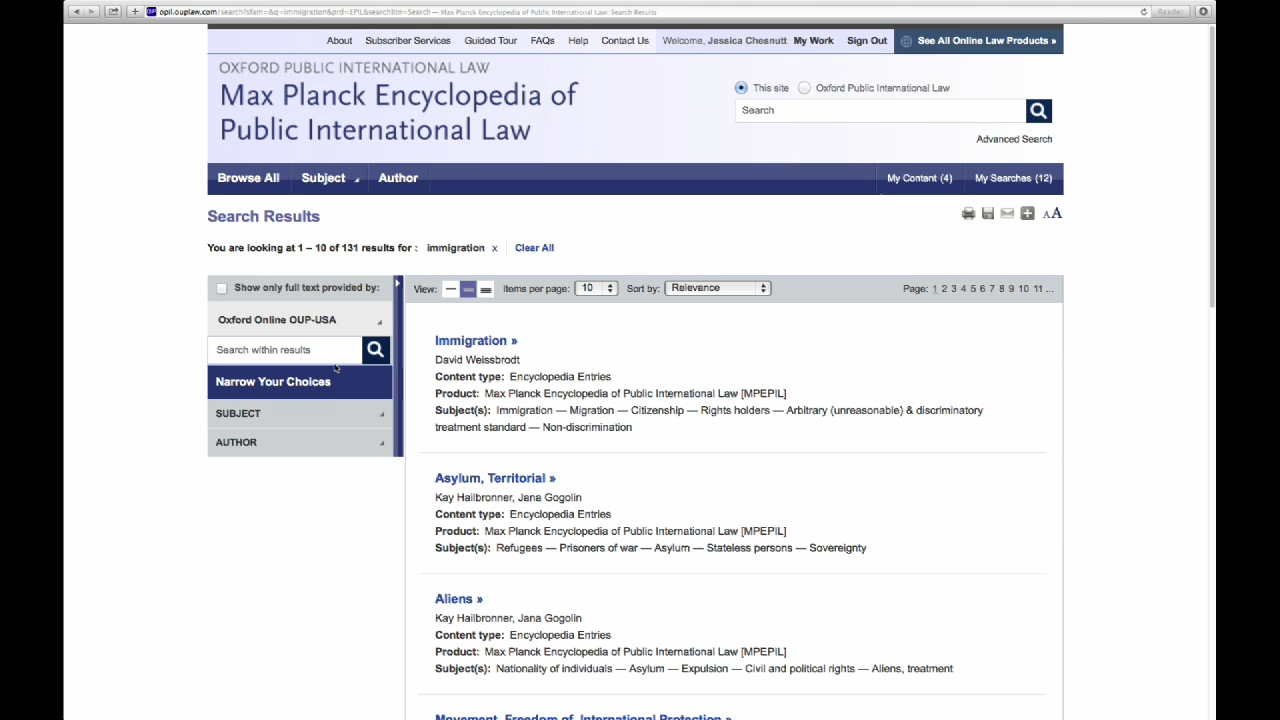 opil.ouplaw.com/search?sfam=&q=immigration&prd=EPIL&searchBtn=Search — Max Planck Encyclopedia of Public International Law: Search Results
Reader
About Subscriber Services Guided Tour FAQs Help Contact Us Welcome, Jessica Chesnutt My Work Sign Out See All Online Law Products »
OXFORD PUBLIC INTERNATIONAL LAW
Max Planck Encyclopedia of
Public International Law
This site Oxford Public International Law
Search
Advanced Search
Browse All Subject Author My Content (4) My Searches (12)
Search Results
A A
You are looking at 1 – 10 of 131 results for : immigration x Clear All
Show only full text provided by:
Oxford Online OUP-USA
Search within results
Narrow Your Choices
SUBJECT
AUTHOR
View: Items per page: 10 Sort by: Relevance Page: 1 2 3 4 5 6 7 8 9 10 11 ...
Immigration »
David Weissbrodt
Content type: Encyclopedia Entries
Product: Max Planck Encyclopedia of Public International Law [MPEPIL]
Subject(s): Immigration — Migration — Citizenship — Rights holders — Arbitrary (unreasonable) & discriminatory
treatment standard — Non-discrimination
Asylum, Territorial »
Kay Hailbronner, Jana Gogolin
Content type: Encyclopedia Entries
Product: Max Planck Encyclopedia of Public International Law [MPEPIL]
Subject(s): Refugees — Prisoners of war — Asylum — Stateless persons — Sovereignty
Aliens »
Kay Hailbronner, Jana Gogolin
Content type: Encyclopedia Entries
Product: Max Planck Encyclopedia of Public International Law [MPEPIL]
Subject(s): Nationality of individuals — Asylum — Expulsion — Civil and political rights — Aliens, treatment
Movement, Freedom of, International Protection »